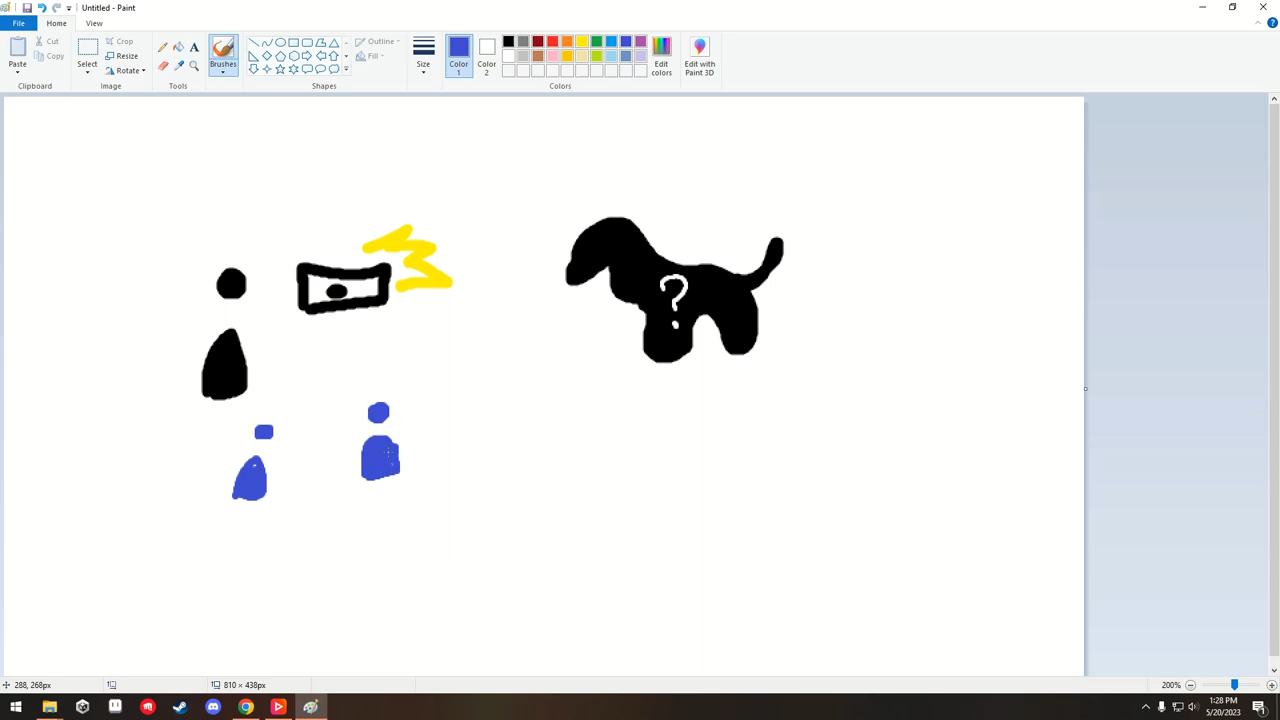 Untitled - Paint
File
Home
View
Paste
Cut
Copy
Clipboard
Select
Crop
Resize
Rotate
Image
A
Tools
Brushes
Outline
Fill
Shapes
Size
Color
1
Color
2
Edit
colors
Edit with
Paint 3D
Colors
?
288, 268px
810 × 438px
200%
1:28 PM
5/20/2023